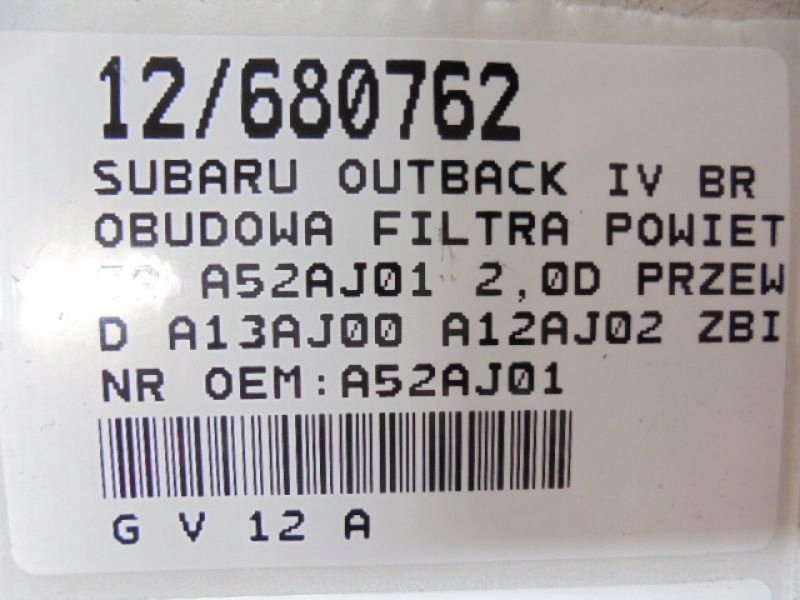 12/680762
SUBARU OUTBACK IV BR
OBUDOWA FILTRA POWIET
A52AJ01 2,0D PRZEW
D A13AJ00 A12AJ02 ZBI
NR OEM:A52AJ01
G V 12 A